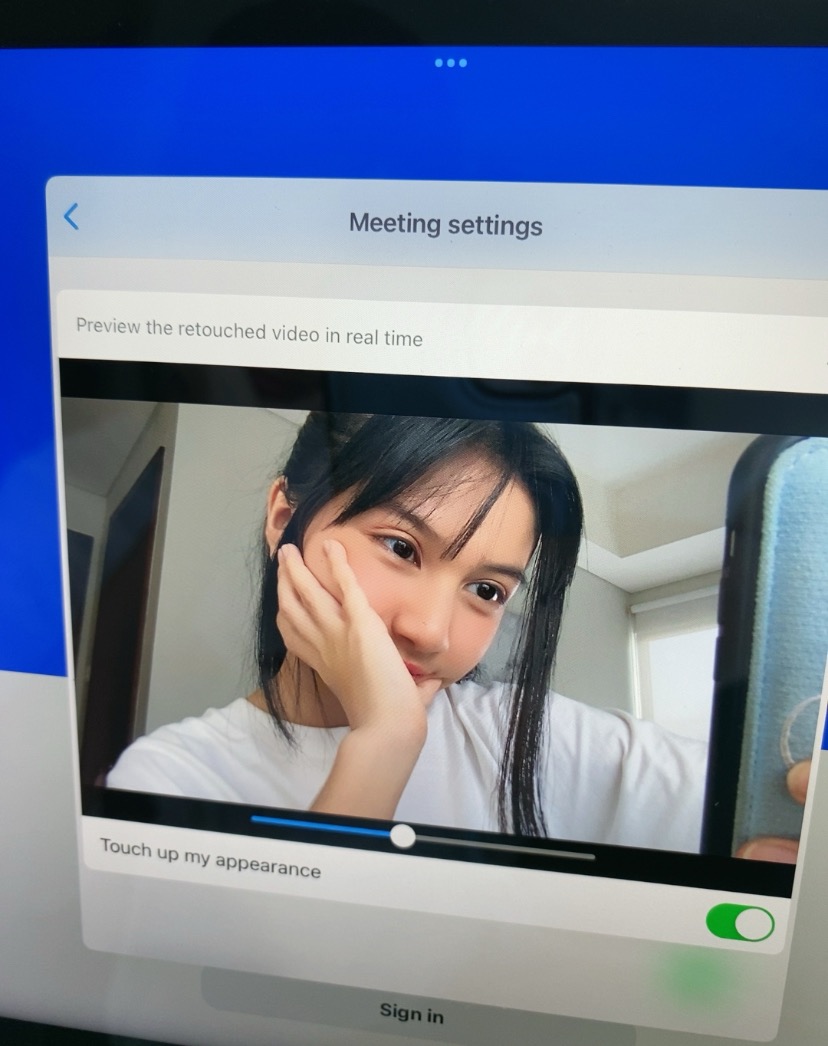 Meeting settings
Preview the retouched video in real time
Touch up my appearance
Sign in